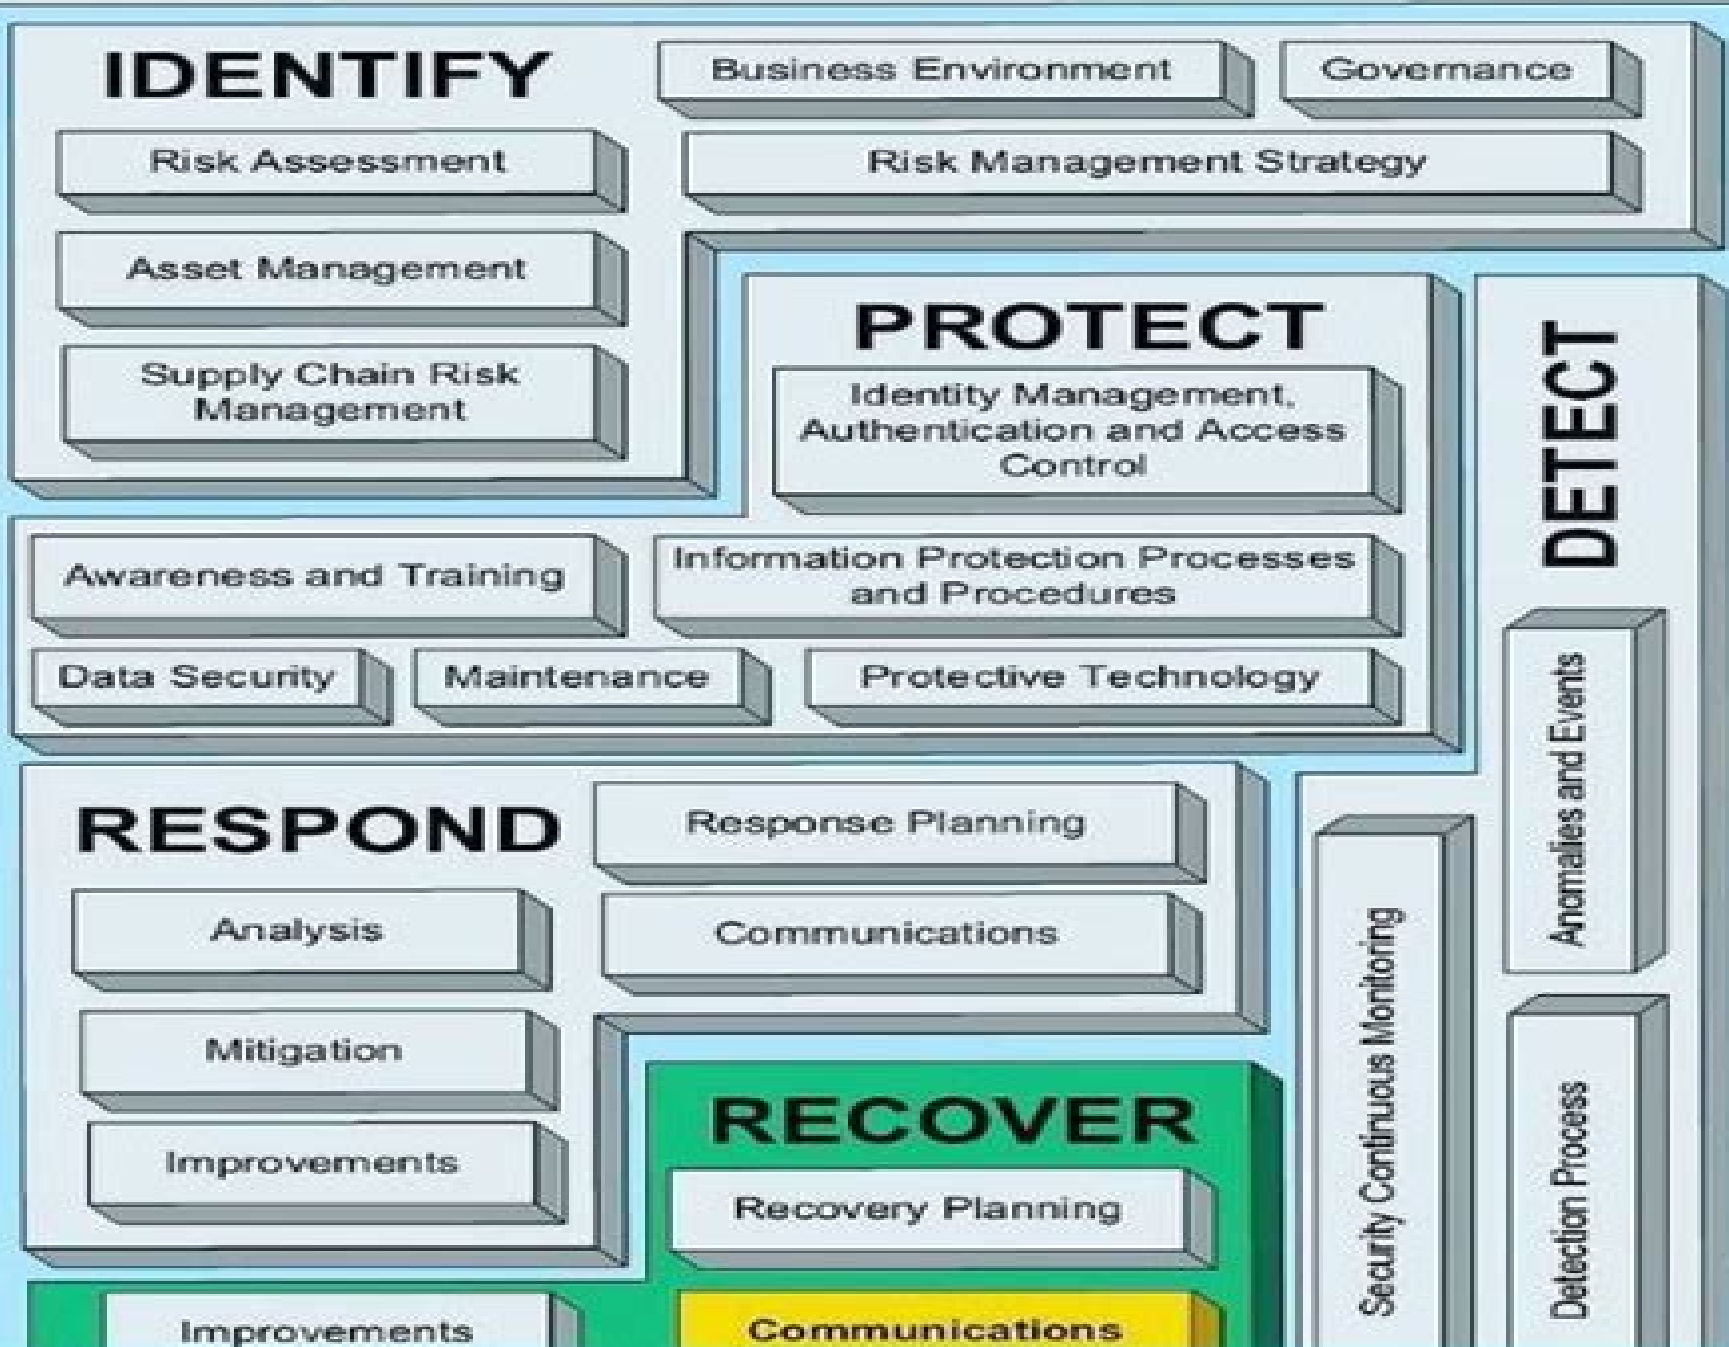 IDENTIFY
Business Environment
Governance
Risk Assessment
Risk Management Strategy
Asset Management
Supply Chain Risk
Management
PROTECT
Identity Management,
Authentication and Access
Control
Awareness and Training
Information Protection Processes
and Procedures
Data Security
Maintenance
Protective Technology
DETECT
Anomalies and Events
Security Continuous Monitoring
Detection Process
RESPOND
Response Planning
Analysis
Communications
Mitigation
Improvements
RECOVER
Recovery Planning
Improvements
Communications